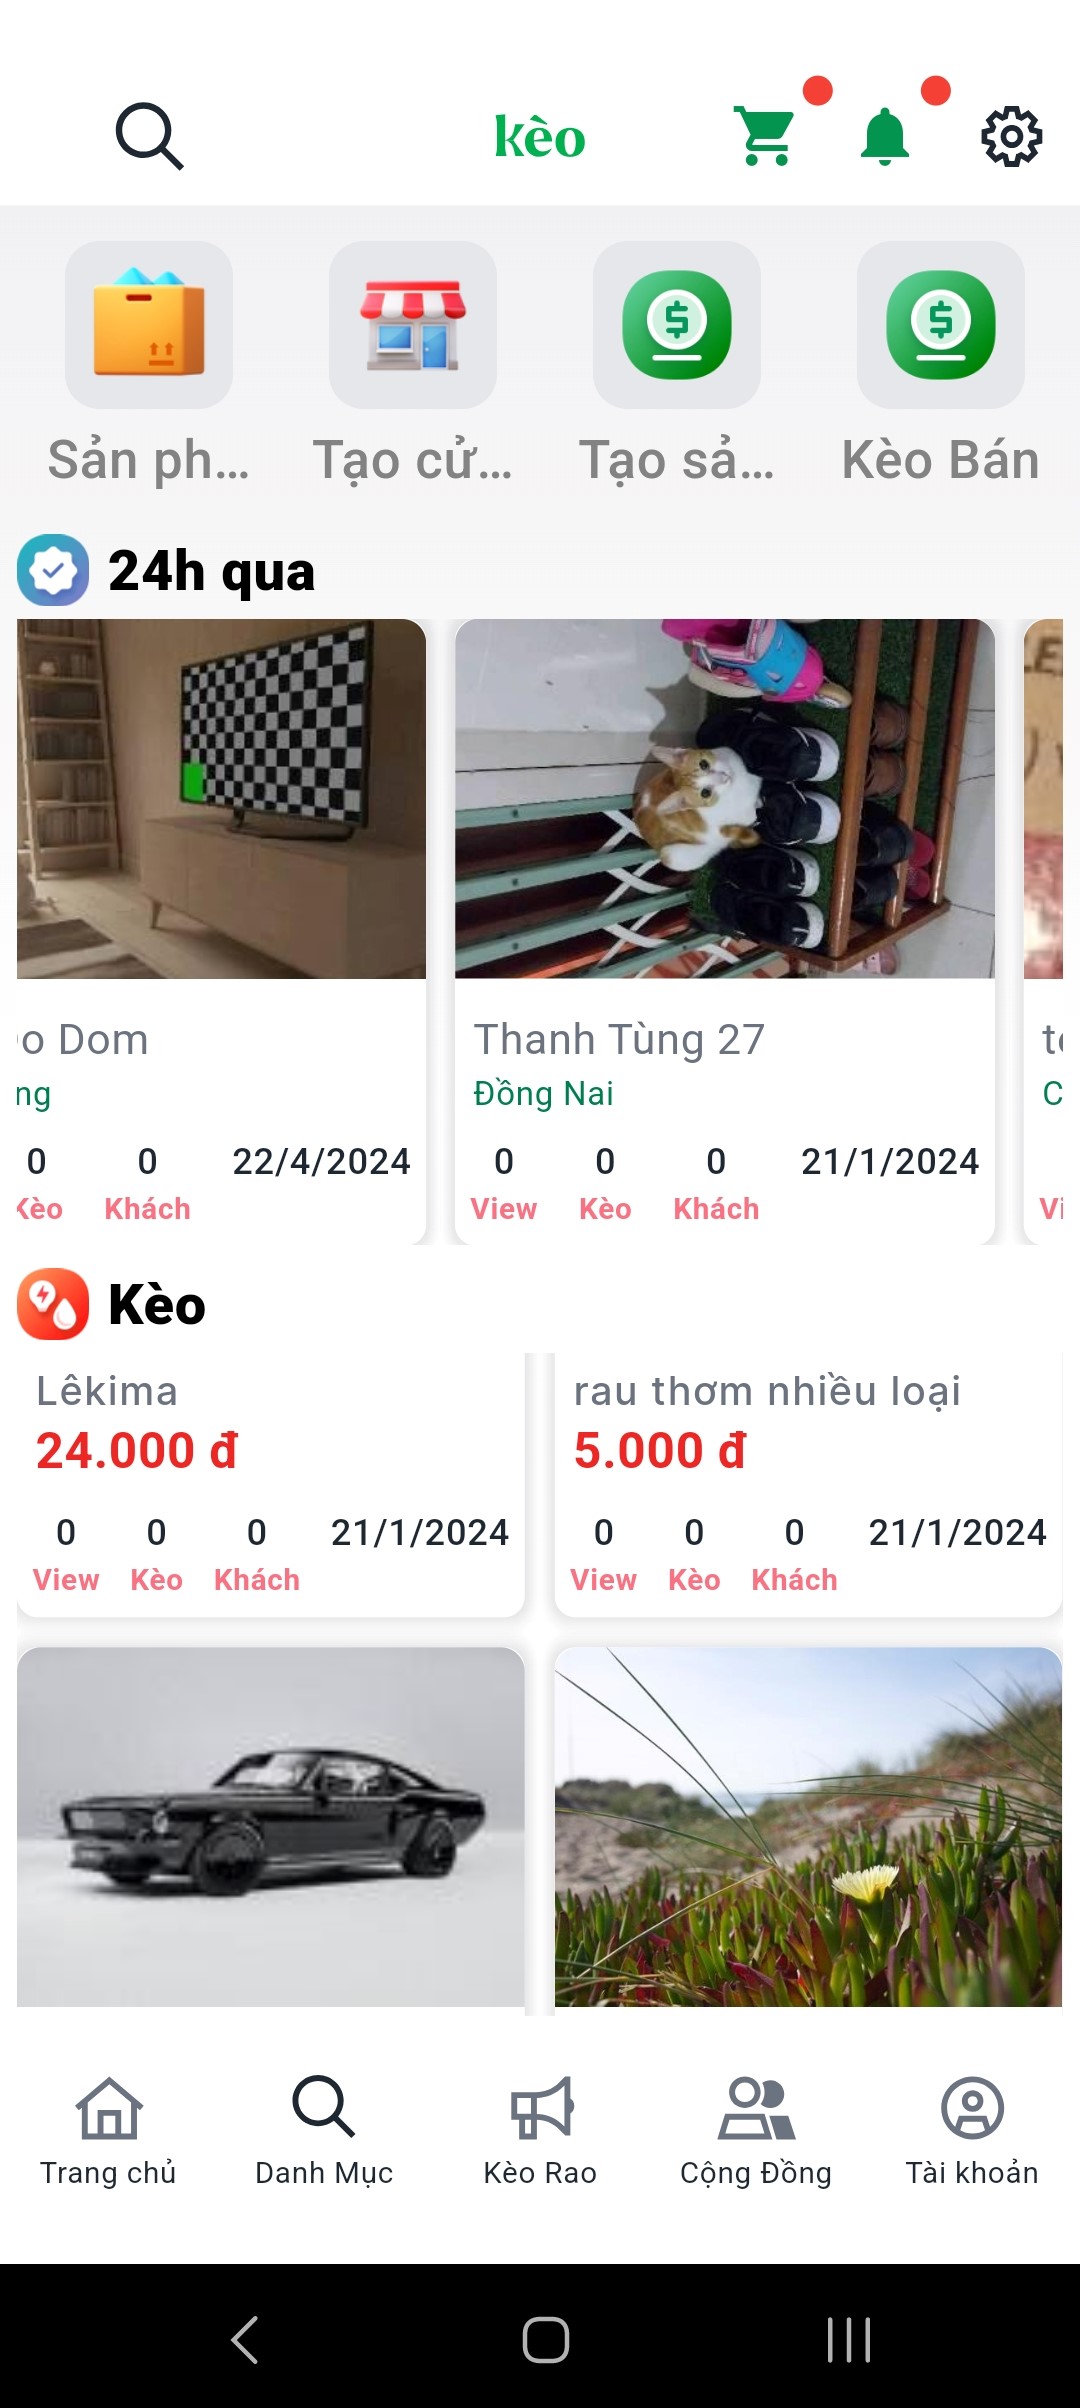 kèo
Sản ph...
Tạo cử...
Tạo sả...
Kèo Bán
24h qua
o Dom
ng
0 0 22/4/2024
Kèo Khách
Thanh Tùng 27
Đồng Nai
0 0 0 21/1/2024
View Kèo Khách
Kèo
Lêkima
24.000 đ
0 0 0 21/1/2024
View Kèo Khách
rau thơm nhiều loại
5.000 đ
0 0 0 21/1/2024
View Kèo Khách
Trang chủ
Danh Mục
Kèo Rao
Cộng Đồng
Tài khoản